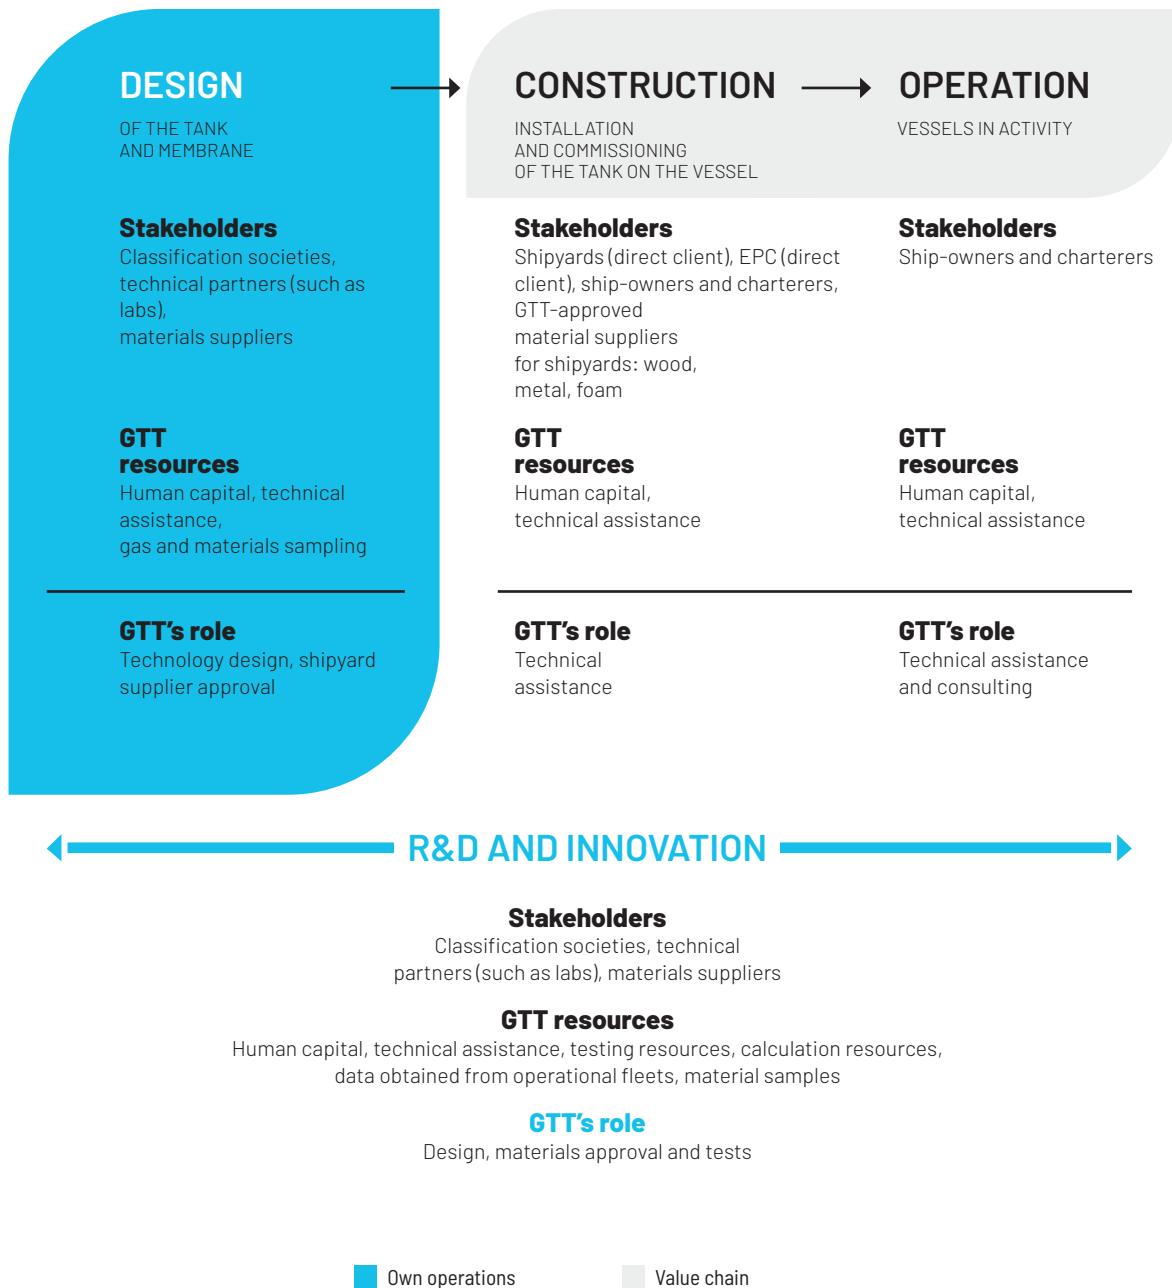 DESIGN
OF THE TANK
AND MEMBRANE
Stakeholders
Classification societies,
technical partners (such as
labs),
materials suppliers
GTT
resources
Human capital, technical
assistance,
gas and materials sampling
GTT’s role
Technology design, shipyard
supplier approval
CONSTRUCTION
INSTALLATION
AND COMMISSIONING
OF THE TANK ON THE VESSEL
Stakeholders
Shipyards (direct client), EPC (direct
client), ship-owners and charterers,
GTT-approved
material suppliers
for shipyards: wood,
metal, foam
GTT
resources
Human capital,
technical assistance
GTT’s role
Technical
assistance
OPERATION
VESSELS IN ACTIVITY
Stakeholders
Ship-owners and charterers
GTT
resources
Human capital,
technical assistance
GTT’s role
Technical assistance
and consulting
R&D AND INNOVATION
Stakeholders
Classification societies, technical
partners (such as labs), materials suppliers
GTT resources
Human capital, technical assistance, testing resources, calculation resources,
data obtained from operational fleets, material samples
GTT’s role
Design, materials approval and tests
Own operations
Value chain